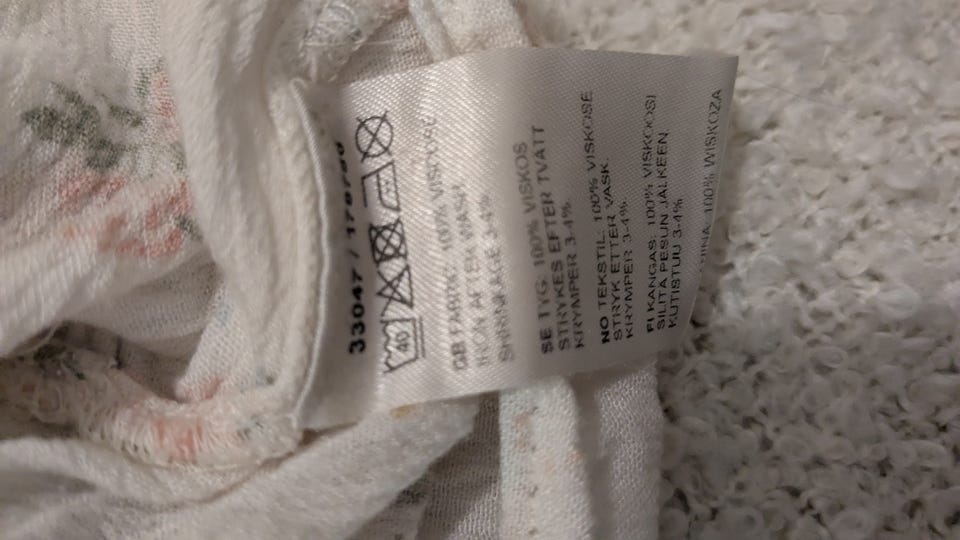 33047 /
40
GB FABRIC: 100% VISCOSE
IRON AFTER WASH
SHRINKAGE 3-4%
SE TYG: 100% VISKOS
STRYKES EFTER TVÄTT
KRYMPER 3-4%
NO TEKSTIL: 100% VISKOSE
STRYK ETTER VASK.
KRYMPER 3-4%.
FI KANGAS: 100% VISKOOSI
SILITÄ PESUN JÄLKEEN.
KUTISTUU 3-4%
100% WISKOZA